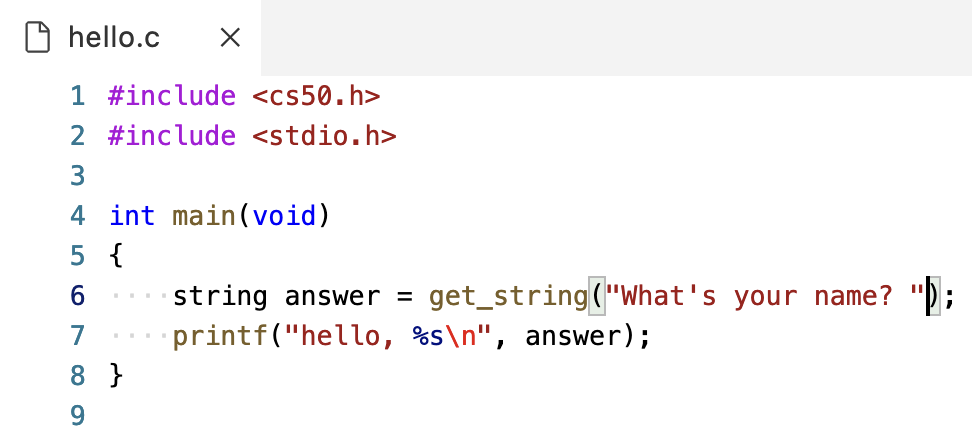 hello.c
1 #include <cs50.h>
2 #include <stdio.h>
3
4 int main(void)
5 {
6     string answer = get_string("What's your name? ");
7     printf("hello, %s\n", answer);
8 }
9